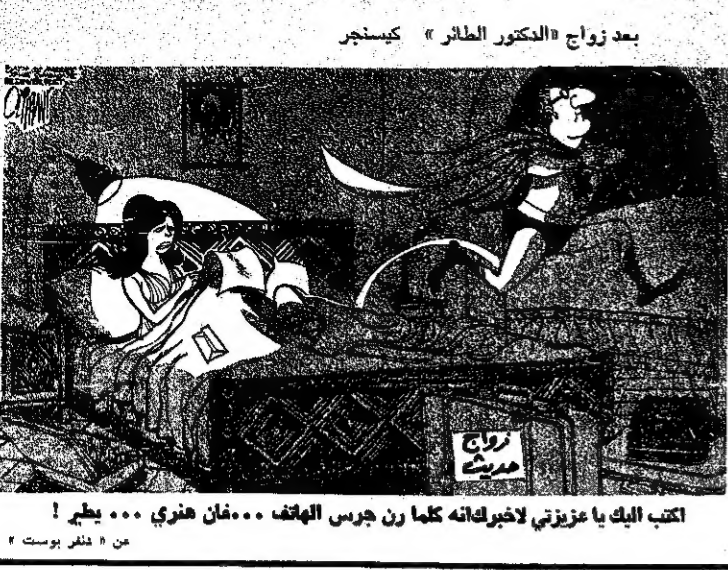 بعد زواج «الدكتور الطائر» كيسنجر
زواج
حديث
اكتب اليك يا عزيزتي لاخبرك انه كلما رن جرس الهاتف ... فان هنري ... يطير !
عن « دنفر بوست »